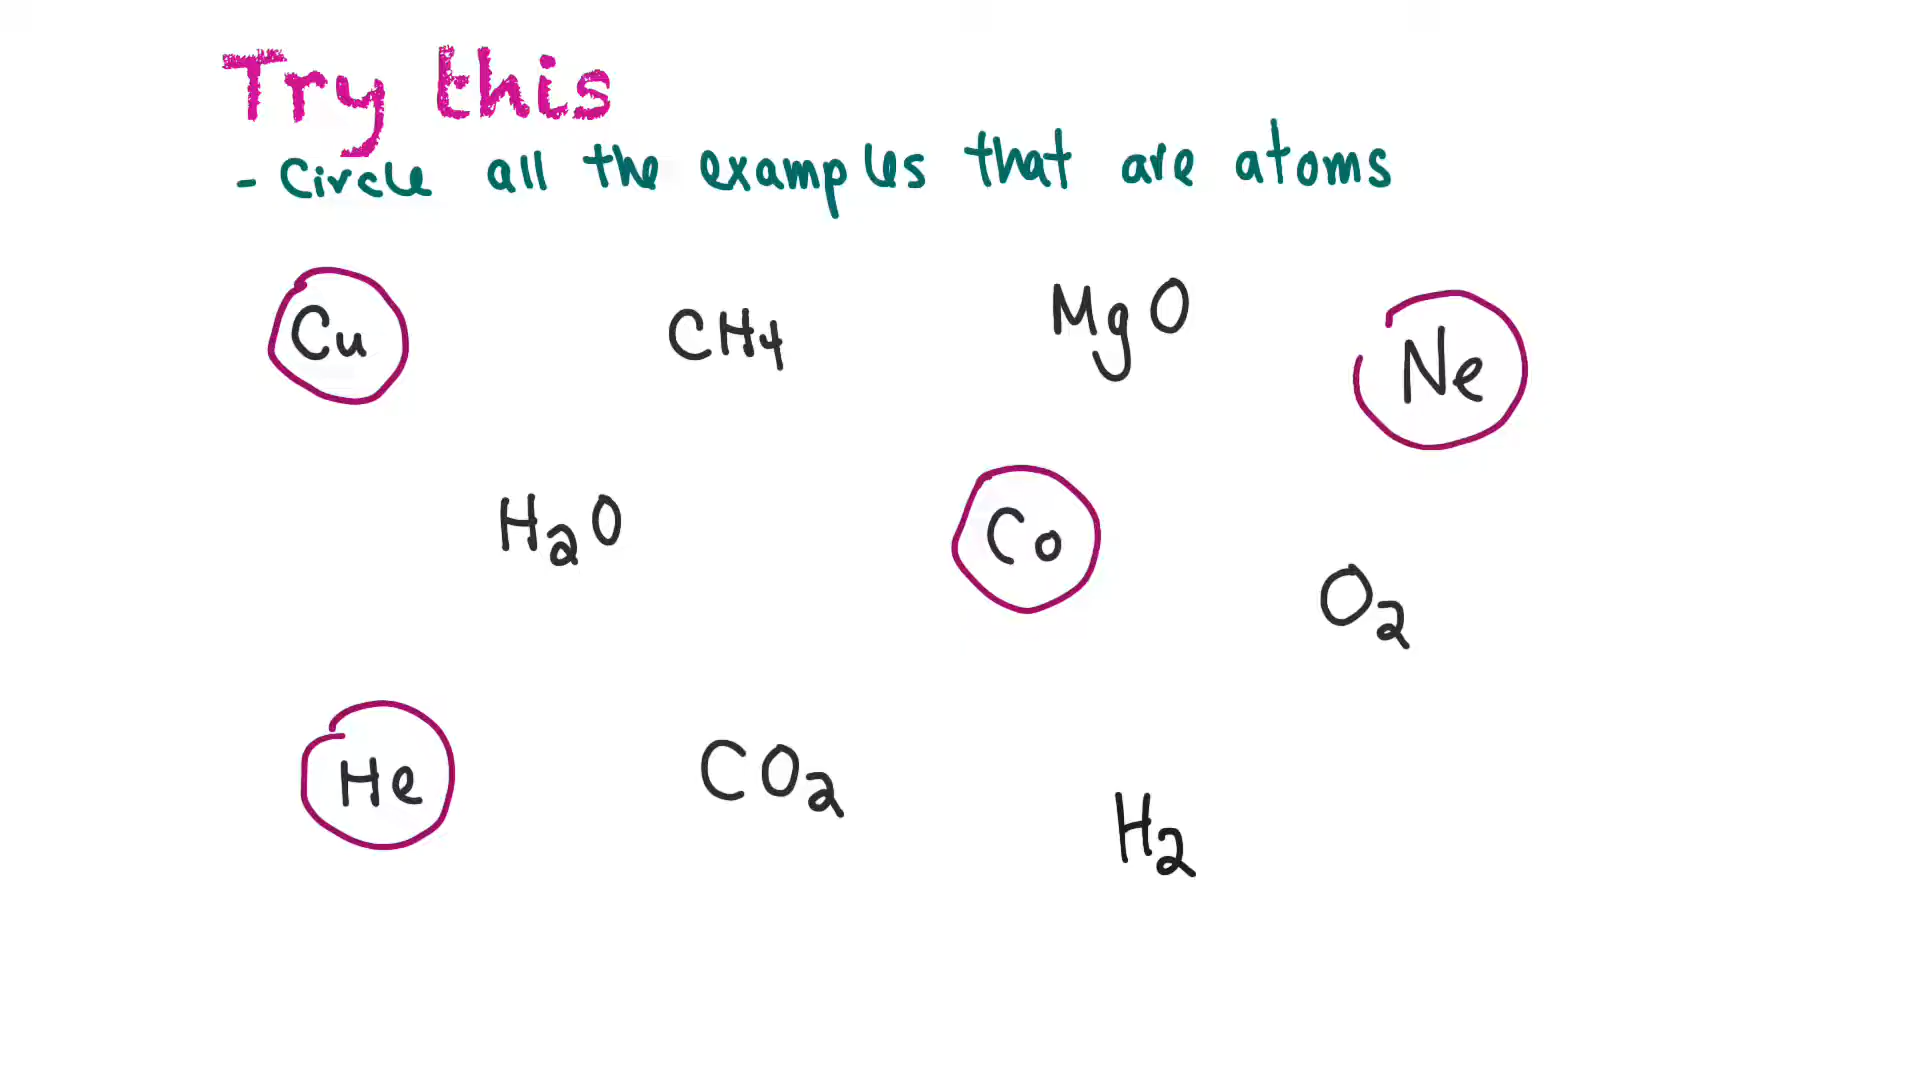 Try this
- Circle all the examples that are atoms
Cu CH4 MgO Ne
H2O Co O2
He CO2 H2